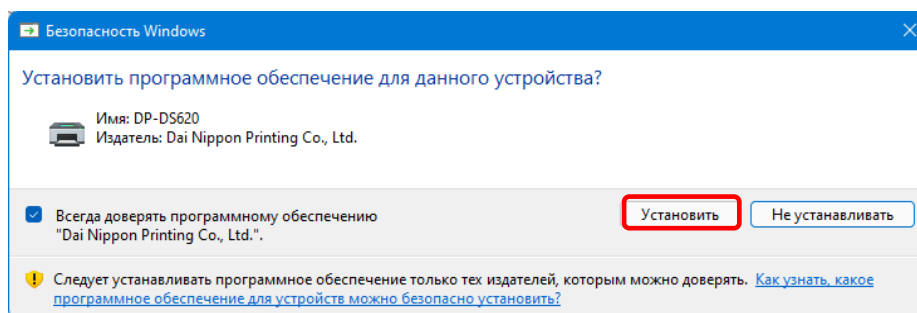 Безопасность Windows
Установить программное обеспечение для данного устройства?
Имя: DP-DS620
Издатель: Dai Nippon Printing Co., Ltd.
Всегда доверять программному обеспечению
"Dai Nippon Printing Co., Ltd.".
Установить
Не устанавливать
Следует устанавливать программное обеспечение только тех издателей, которым можно доверять. Как узнать, какое
программное обеспечение для устройств можно безопасно установить?